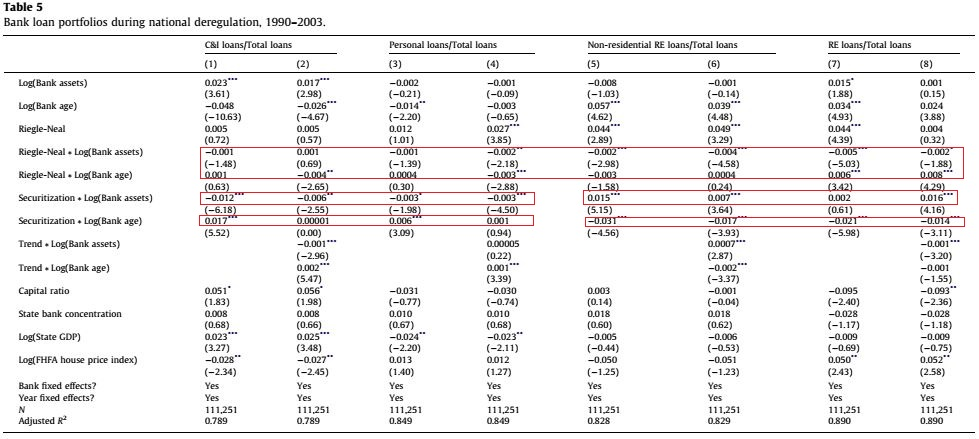 Table 5
Bank loan portfolios during national deregulation, 1990–2003.
C&I loans/Total loans Personal loans/Total loans Non-residential RE loans/Total loans RE loans/Total loans
(1) (2) (3) (4) (5) (6) (7) (8)
Log(Bank assets) 0.023*** 0.017*** −0.002 −0.001 −0.008 −0.001 0.015* 0.001
(3.61) (2.98) (−0.21) (−0.09) (−1.03) (−0.14) (1.88) (0.15)
Log(Bank age) −0.048 −0.026*** −0.014** −0.003 0.057*** 0.039*** 0.034*** 0.024
(−10.63) (−4.67) (−2.20) (−0.65) (4.62) (4.48) (4.93) (3.88)
Riegle-Neal 0.005 0.005 0.012 0.027*** 0.044*** 0.049*** 0.044*** 0.004
(0.72) (0.57) (1.01) (3.85) (2.89) (3.29) (4.39) (0.32)
Riegle-Neal * Log(Bank assets) −0.001 0.001 −0.001 −0.002** −0.002*** −0.004*** −0.005*** −0.002*
(−1.48) (0.69) (−1.39) (−2.18) (−2.98) (−4.58) (−5.03) (−1.88)
Riegle-Neal * Log(Bank age) 0.001 −0.004** 0.0004 −0.003*** −0.003 0.0004 0.006*** 0.008***
(0.63) (−2.65) (0.30) (−2.88) (−1.58) (0.24) (3.42) (4.29)
Securitization * Log(Bank assets) −0.012*** −0.006** −0.003* −0.003*** 0.015*** 0.007*** 0.002 0.016***
(−6.18) (−2.55) (−1.98) (−4.50) (5.15) (3.64) (0.61) (4.16)
Securitization * Log(Bank age) 0.017*** 0.00001 0.006*** 0.001 −0.031*** −0.017*** −0.021*** −0.014***
(5.52) (0.00) (3.09) (0.94) (−4.56) (−3.93) (−5.98) (−3.11)
Trend * Log(Bank assets) −0.001*** 0.00005 0.0007*** −0.001***
(−2.96) (0.22) (2.87) (−3.20)
Trend * Log(Bank age) 0.002*** 0.001*** −0.002*** −0.001
(5.47) (3.39) (−3.37) (−1.55)
Capital ratio 0.051* 0.056* −0.031 −0.030 0.003 −0.001 −0.095 −0.093**
(1.83) (1.98) (−0.77) (−0.74) (0.14) (−0.04) (−2.40) (−2.36)
State bank concentration 0.008 0.008 0.010 0.010 0.018 0.018 −0.028 −0.028
(0.68) (0.66) (0.67) (0.68) (0.60) (0.62) (−1.17) (−1.18)
Log(State GDP) 0.023*** 0.025*** −0.024** −0.023** −0.005 −0.006 −0.009 −0.009
(3.27) (3.48) (−2.20) (−2.11) (−0.44) (−0.53) (−0.69) (−0.75)
Log(FHFA house price index) −0.028** −0.027** 0.013 0.012 −0.050 −0.051 0.050** 0.052**
(−2.34) (−2.45) (1.40) (1.27) (−1.25) (−1.23) (2.43) (2.58)
Bank fixed effects? Yes Yes Yes Yes Yes Yes Yes Yes
Year fixed effects? Yes Yes Yes Yes Yes Yes Yes Yes
N 111,251 111,251 111,251 111,251 111,251 111,251 111,251 111,251
Adjusted R² 0.789 0.789 0.849 0.849 0.828 0.829 0.890 0.890